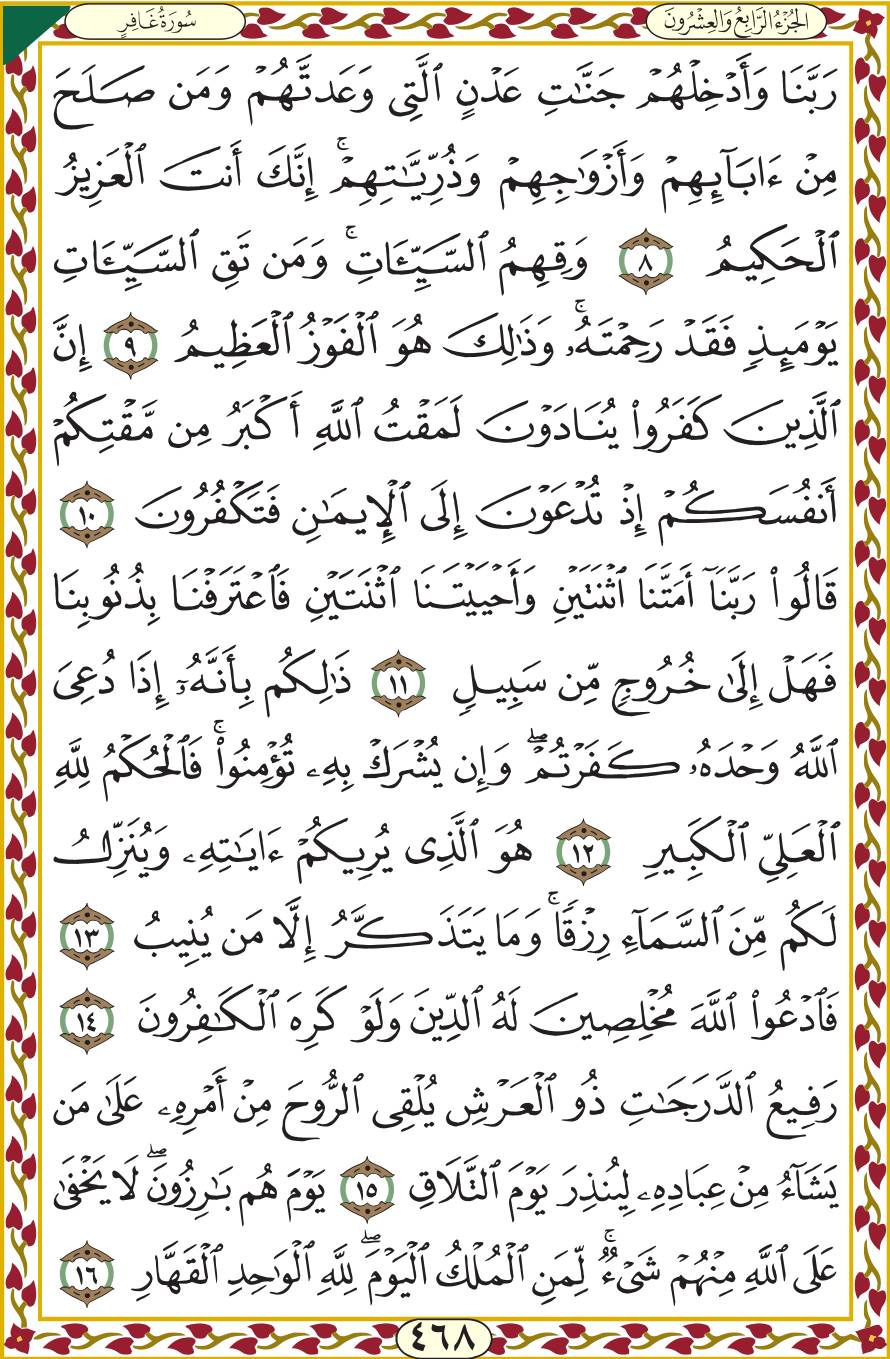 الجُزْءُ الرَّابِعُ وَالعِشْرُونَ
سُورَةُ غَافِرٍ
رَبَّنَا وَأَدۡخِلۡهُمۡ جَنَّٰتِ عَدۡنٍ ٱلَّتِي وَعَدتَّهُمۡ وَمَن صَلَحَ
مِنۡ ءَابَآئِهِمۡ وَأَزۡوَٰجِهِمۡ وَذُرِّيَّٰتِهِمۡۚ إِنَّكَ أَنتَ ٱلۡعَزِيزُ
ٱلۡحَكِيمُ ٨ وَقِهِمُ ٱلسَّيِّـَٔاتِۚ وَمَن تَقِ ٱلسَّيِّـَٔاتِ
يَوۡمَئِذٖ فَقَدۡ رَحِمۡتَهُۥۚ وَذَٰلِكَ هُوَ ٱلۡفَوۡزُ ٱلۡعَظِيمُ ٩ إِنَّ
ٱلَّذِينَ كَفَرُواْ يُنَادَوۡنَ لَمَقۡتُ ٱللَّهِ أَكۡبَرُ مِن مَّقۡتِكُمۡ
أَنفُسَكُمۡ إِذۡ تُدۡعَوۡنَ إِلَى ٱلۡإِيمَٰنِ فَتَكۡفُرُونَ ١٠
قَالُواْ رَبَّنَآ أَمَتَّنَا ٱثۡنَتَيۡنِ وَأَحۡيَيۡتَنَا ٱثۡنَتَيۡنِ فَٱعۡتَرَفۡنَا بِذُنُوبِنَا
فَهَلۡ إِلَىٰ خُرُوجٖ مِّن سَبِيلٖ ١١ ذَٰلِكُم بِأَنَّهُۥٓ إِذَا دُعِيَ
ٱللَّهُ وَحۡدَهُۥ كَفَرۡتُمۡۖ وَإِن يُشۡرَكۡ بِهِۦ تُؤۡمِنُواْۚ فَٱلۡحُكۡمُ لِلَّهِ
ٱلۡعَلِيِّ ٱلۡكَبِيرِ ١٢ هُوَ ٱلَّذِي يُرِيكُمۡ ءَايَٰتِهِۦ وَيُنَزِّلُ
لَكُم مِّنَ ٱلسَّمَآءِ رِزۡقٗاۚ وَمَا يَتَذَكَّرُ إِلَّا مَن يُنِيبُ ١٣
فَٱدۡعُواْ ٱللَّهَ مُخۡلِصِينَ لَهُ ٱلدِّينَ وَلَوۡ كَرِهَ ٱلۡكَٰفِرُونَ ١٤
رَفِيعُ ٱلدَّرَجَٰتِ ذُو ٱلۡعَرۡشِ يُلۡقِي ٱلرُّوحَ مِنۡ أَمۡرِهِۦ عَلَىٰ مَن
يَشَآءُ مِنۡ عِبَادِهِۦ لِيُنذِرَ يَوۡمَ ٱلتَّلَاقِ ١٥ يَوۡمَ هُم بَٰرِزُونَۖ لَا يَخۡفَىٰ
عَلَى ٱللَّهِ مِنۡهُمۡ شَيۡءٞۚ لِّمَنِ ٱلۡمُلۡكُ ٱلۡيَوۡمَۖ لِلَّهِ ٱلۡوَٰحِدِ ٱلۡقَهَّارِ ١٦
٤٦٨